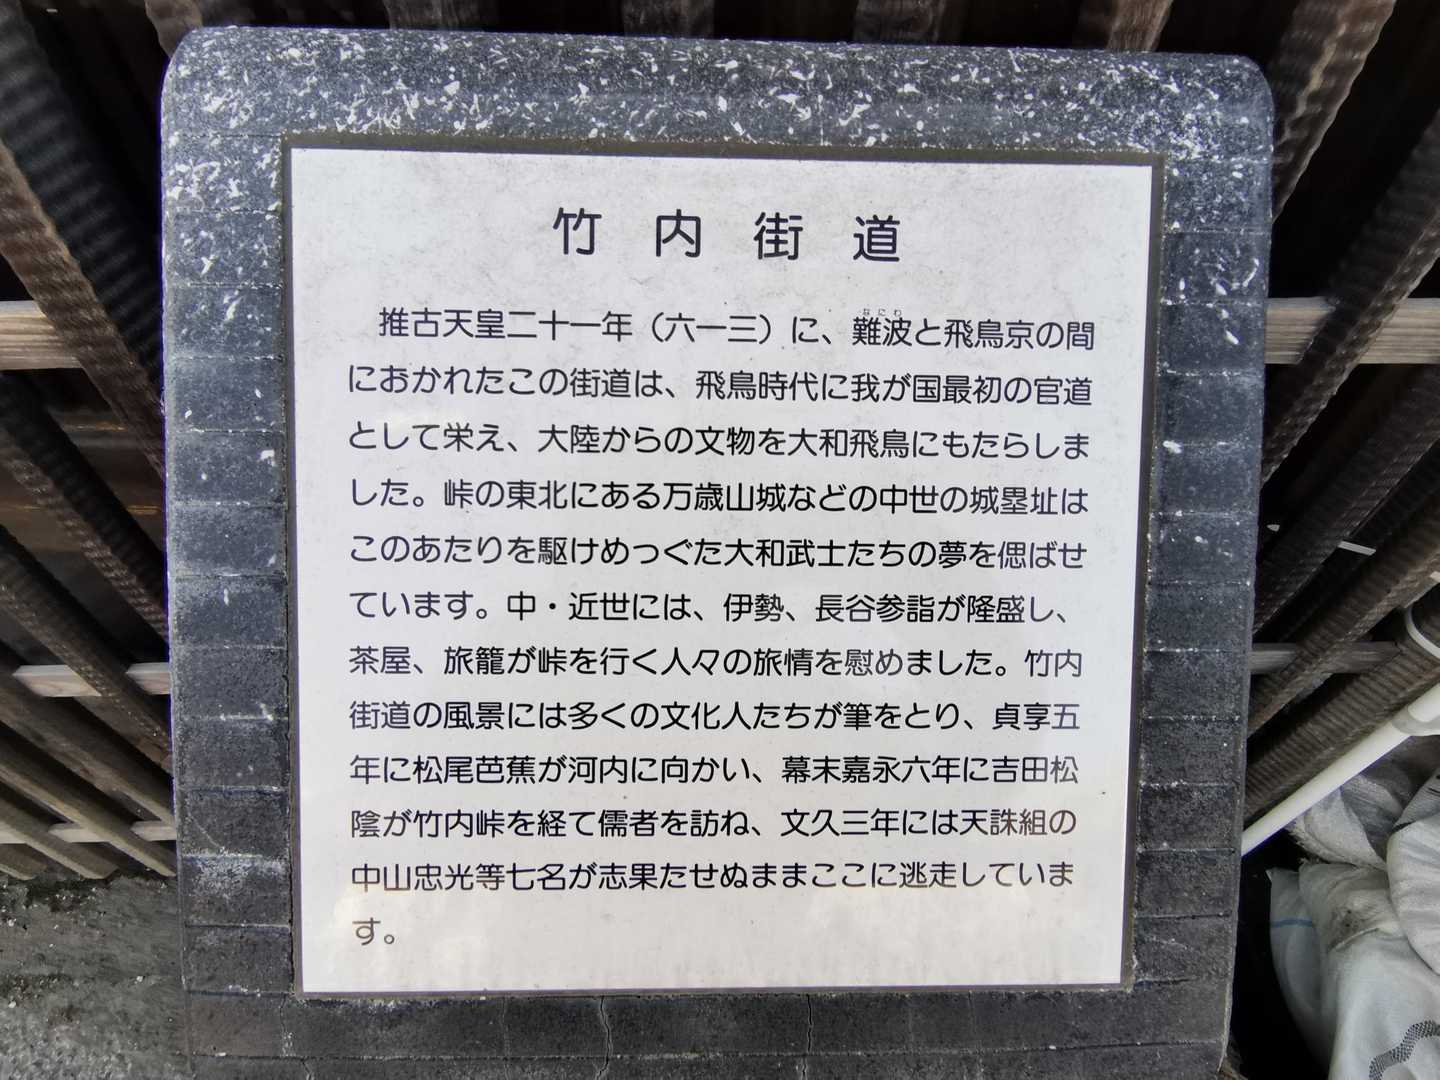 竹内街道
推古天皇二十一年（六一三）に、難波と飛鳥京の間
なにわ
におかれたこの街道は、飛鳥時代に我が国最初の官道
として栄え、大陸からの文物を大和飛鳥にもたらしま
した。峠の東北にある万歳山城などの中世の城塁址は
このあたりを駆けめっぐた大和武士たちの夢を偲ばせ
ています。中・近世には、伊勢、長谷参詣が隆盛し、
茶屋、旅籠が峠を行く人々の旅情を慰めました。竹内
街道の風景には多くの文化人たちが筆をとり、貞享五
年に松尾芭蕉が河内に向かい、幕末嘉永六年に吉田松
陰が竹内峠を経て儒者を訪ね、文久三年には天誅組の
中山忠光等七名が志果たせぬままここに逃走していま
す。